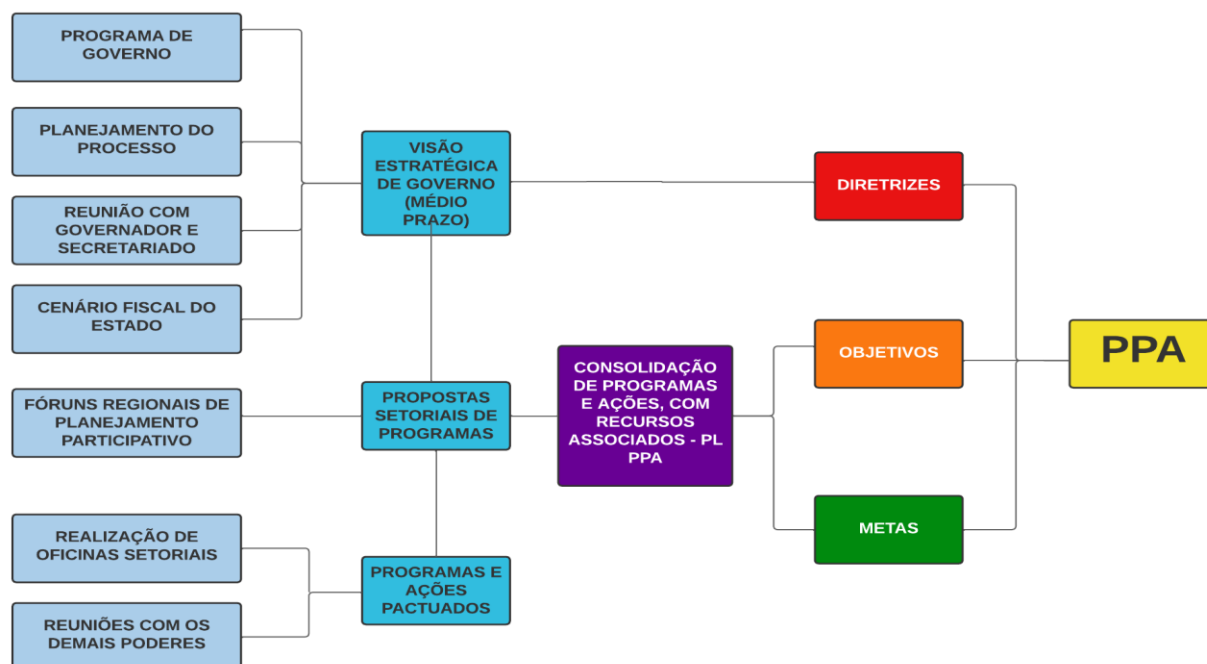 PROGRAMA DE
GOVERNO
PLANEJAMENTO DO
PROCESSO
REUNIÃO COM
GOVERNADOR E
SECRETARIADO
CENÁRIO FISCAL DO
ESTADO
FÓRUNS REGIONAIS DE
PLANEJAMENTO
PARTICIPATIVO
REALIZAÇÃO DE
OFICINAS SETORIAIS
REUNIÕES COM OS
DEMAIS PODERES
VISÃO
ESTRATÉGICA
DE GOVERNO
(MÉDIO
PRAZO)
PROPOSTAS
SETORIAIS DE
PROGRAMAS
PROGRAMAS E
AÇÕES
PACTUADOS
CONSOLIDAÇÃO
DE PROGRAMAS
E AÇÕES, COM
RECURSOS
ASSOCIADOS - PL
PPA
DIRETRIZES
OBJETIVOS
METAS
PPA